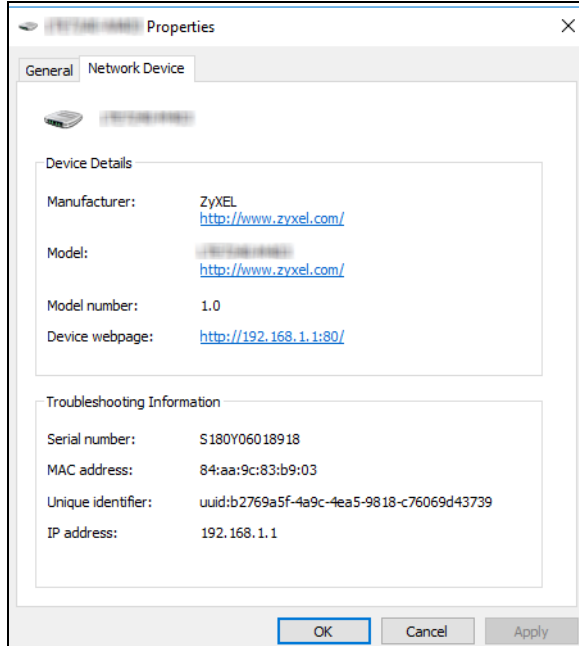 Properties
General Network Device
Device Details
Manufacturer: ZyXEL
http://www.zyxel.com/
Model:
http://www.zyxel.com/
Model number: 1.0
Device webpage: http://192.168.1.1:80/
Troubleshooting Information
Serial number: S180Y06018918
MAC address: 84:aa:9c:83:b9:03
Unique identifier: uuid:b2769a5f-4a9c-4ea5-9818-c76069d43739
IP address: 192.168.1.1
OK Cancel Apply